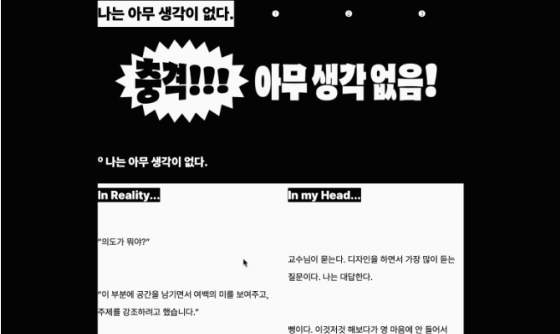 나는 아무 생각이 없다.
❶ ❷ ❸
충격!!! 아무 생각 없음!
⁰ 나는 아무 생각이 없다.
In Reality...
"의도가 뭐야?"
"이 부분에 공간을 남기면서 여백의 미를 보여주고,
주제를 강조하려고 했습니다."
In my Head...
교수님이 묻는다. 디자인을 하면서 가장 많이 듣는
질문이다. 나는 대답한다.
뻥이다. 이것저것 해보다가 영 마음에 안 들어서